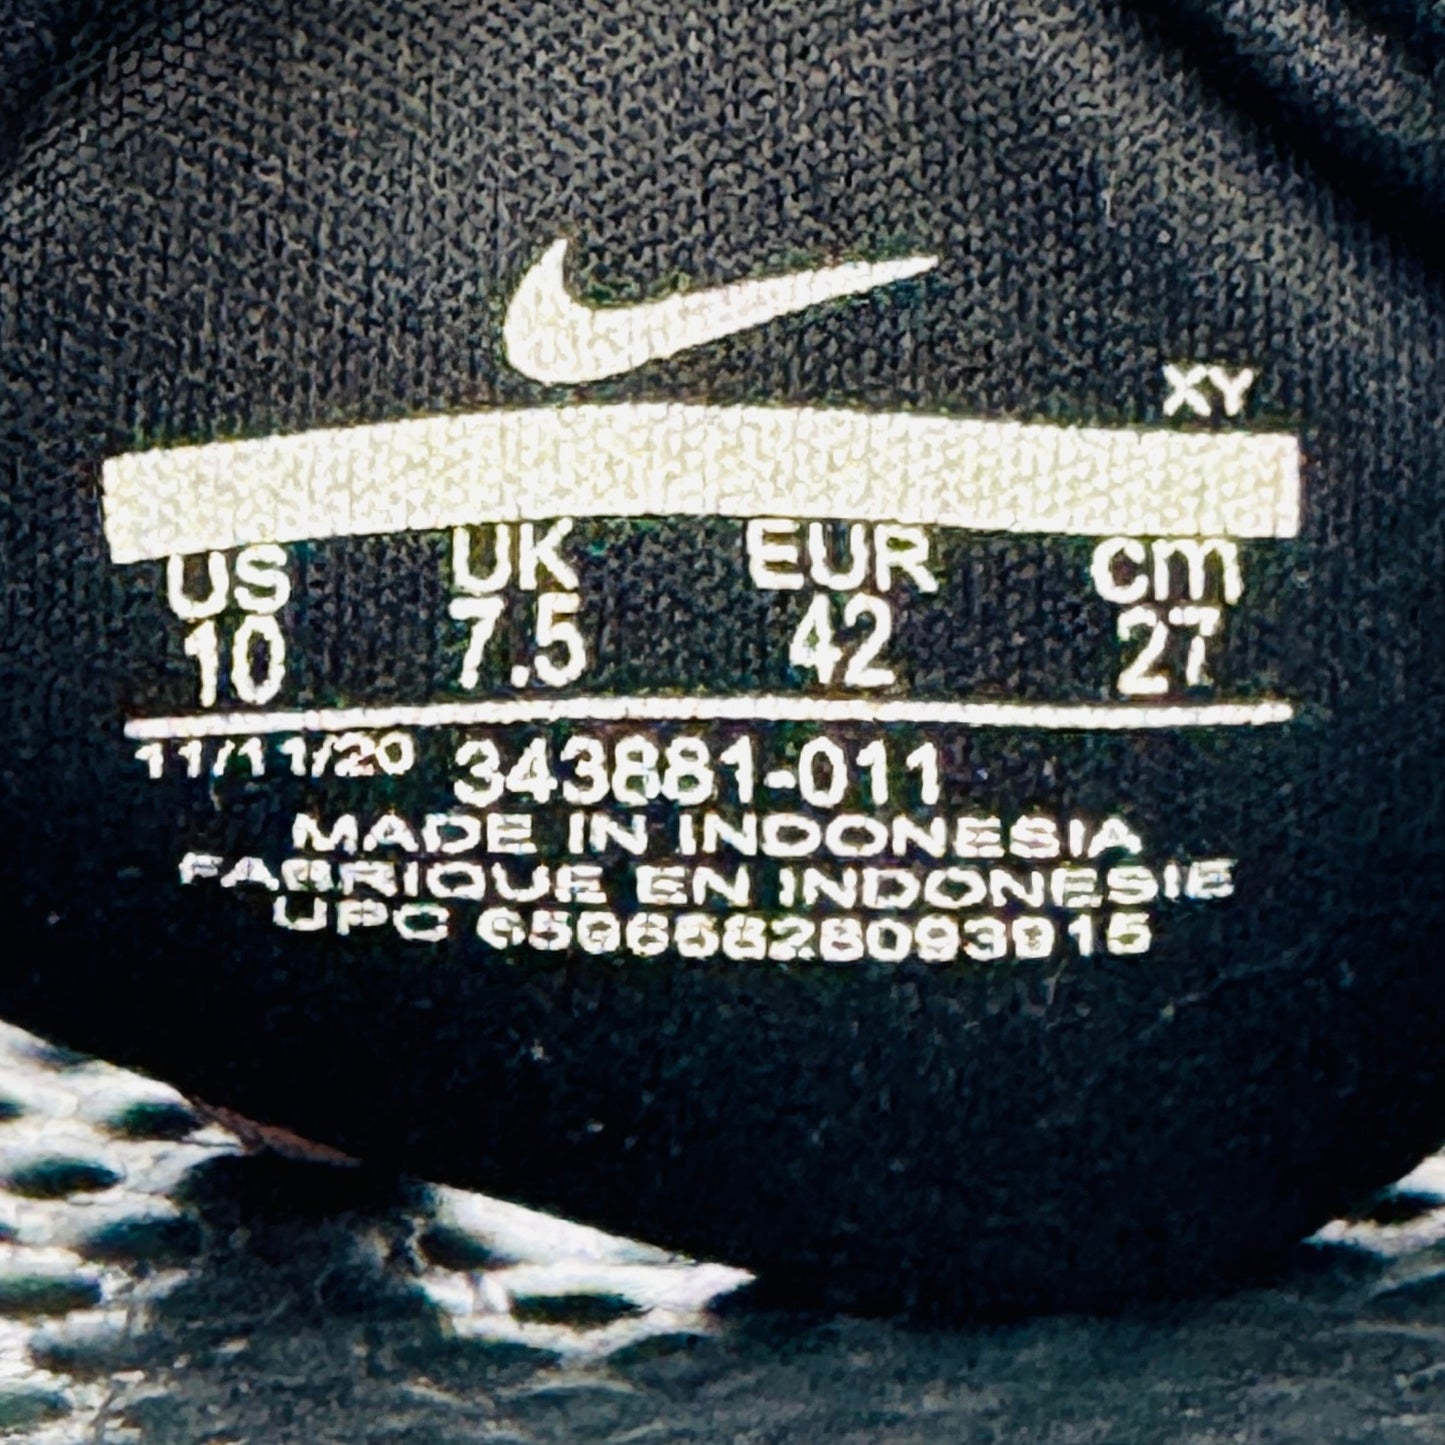 XY
US UK EUR cm
10 7.5 42 27
11/11/20 343881-011
MADE IN INDONESIA
FABRIQUE EN INDONESIE
UPC